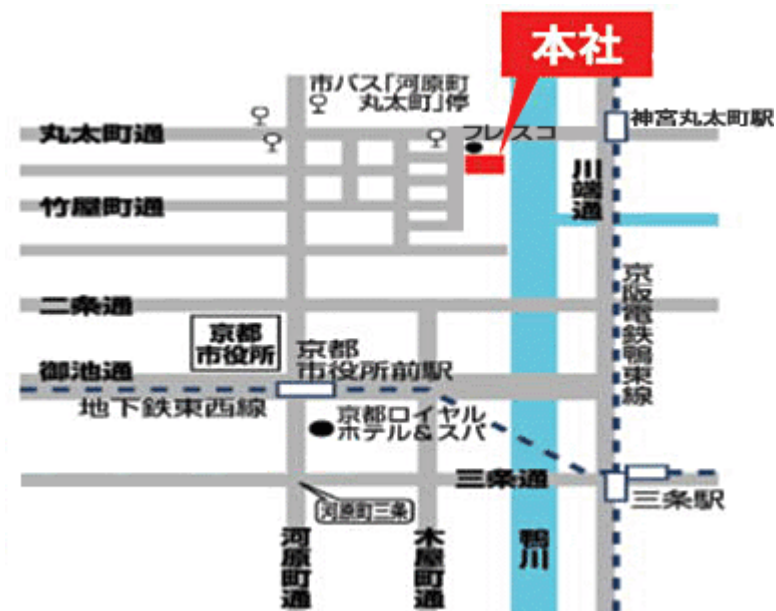 本社
市バス「河原町
丸太町」停
フレスコ
神宮丸太町駅
丸太町通
川端通
竹屋町通
京阪電鉄鴨東線
二条通
京都
市役所
京都
市役所前駅
御池通
地下鉄東西線
京都ロイヤル
ホテル&スパ
三条通
三条駅
河原町三条
河原町通
木屋町通
鴨川